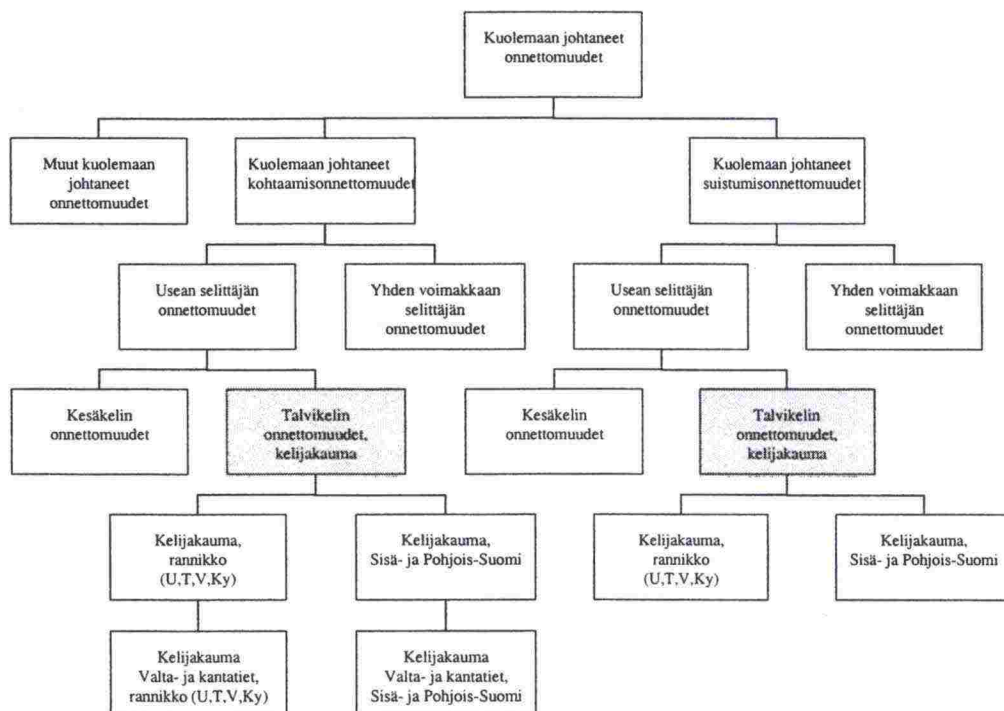 Kuolemaan johtaneet
onnettomuudet
Muut kuolemaan
johtaneet
onnettomuudet
Kuolemaan johtaneet
kohtaamisonnettomuudet
Kuolemaan johtaneet
suistumisonnettomuudet
Usean selittäjän
onnettomuudet
Yhden voimakkaan
selittäjän
onnettomuudet
Usean selittäjän
onnettomuudet
Yhden voimakkaan
selittäjän
onnettomuudet
Kesäkelin
onnettomuudet
Talvikelin
onnettomuudet,
kelijakauma
Kesäkelin
onnettomuudet
Talvikelin
onnettomuudet,
kelijakauma
Kelijakauma,
rannikko
(U,T,V,Ky)
Kelijakauma,
Sisä- ja Pohjois-Suomi
Kelijakauma,
rannikko
(U,T,V,Ky)
Kelijakauma,
Sisä- ja Pohjois-Suomi
Kelijakauma
Valta- ja kantatiet,
rannikko (U,T,V,Ky)
Kelijakauma
Valta- ja kantatiet,
Sisä- ja Pohjois-Suomi